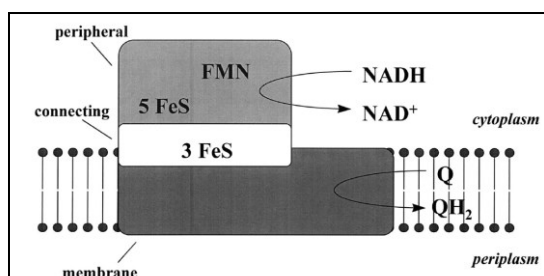 peripheral
FMN
NADH
5 FeS
NAD+
connecting
cytoplasm
3 FeS
Q
QH2
membrane
periplasm